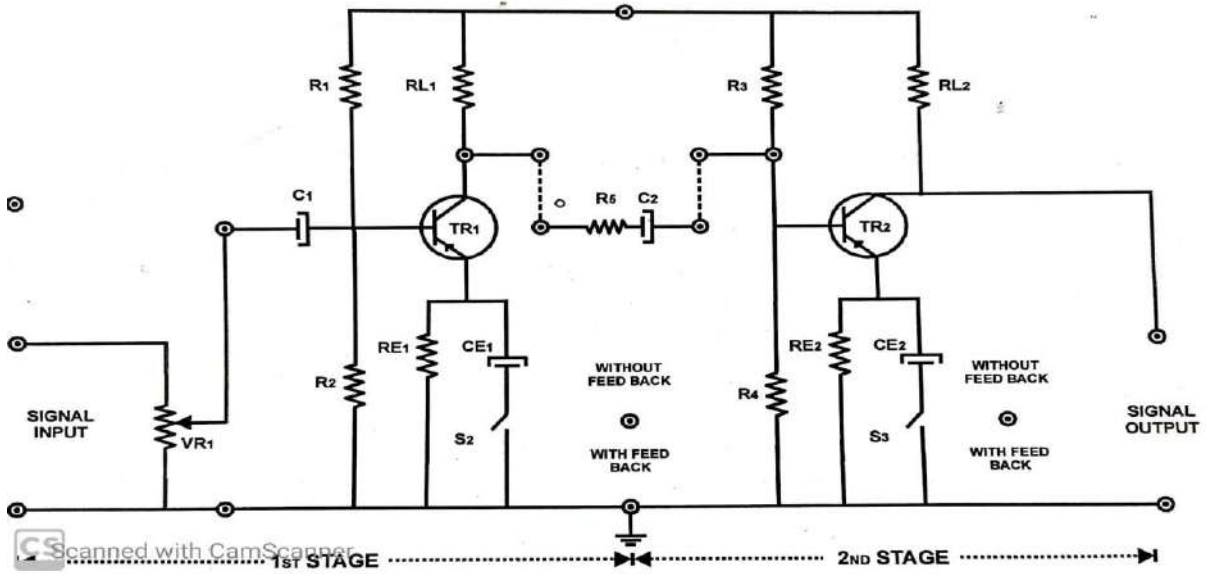 R1
RL1
R3
RL2
C1
R5
C2
TR1
TR2
RE1
CE1
RE2
CE2
R2
R4
WITHOUT
FEED BACK
WITHOUT
FEED BACK
SIGNAL
INPUT
VR1
S2
S3
SIGNAL
OUTPUT
WITH FEED
BACK
WITH FEED
BACK
CS Scanned with CamScanner
1ST STAGE
2ND STAGE